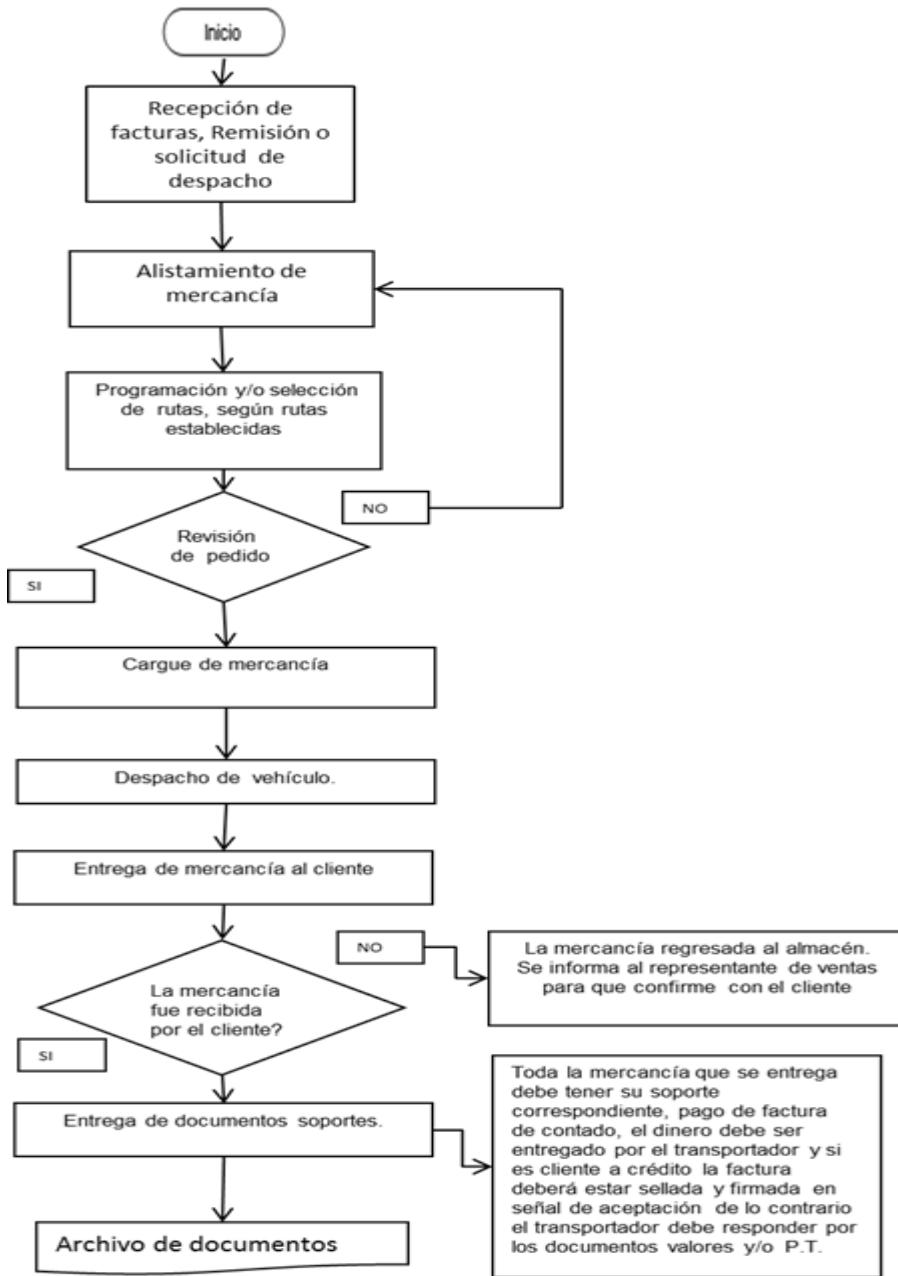 Inicio
Recepción de
facturas, Remisión o
solicitud de
despacho
Alistamiento de
mercancía
Programación y/o selección
de rutas, según rutas
establecidas
NO
Revisión
de pedido
SI
Cargue de mercancía
Despacho de vehículo.
Entrega de mercancía al cliente
NO
La mercancía regresada al almacén.
Se informa al representante de ventas
para que confirme con el cliente
La mercancía
fue recibida
por el cliente?
SI
Entrega de documentos soportes.
Toda la mercancía que se entrega
debe tener su soporte
correspondiente, pago de factura
de contado, el dinero debe ser
entregado por el transportador y si
es cliente a crédito la factura
deberá estar sellada y firmada en
señal de aceptación de lo contrario
el transportador debe responder por
los documentos valores y/o P.T.
Archivo de documentos